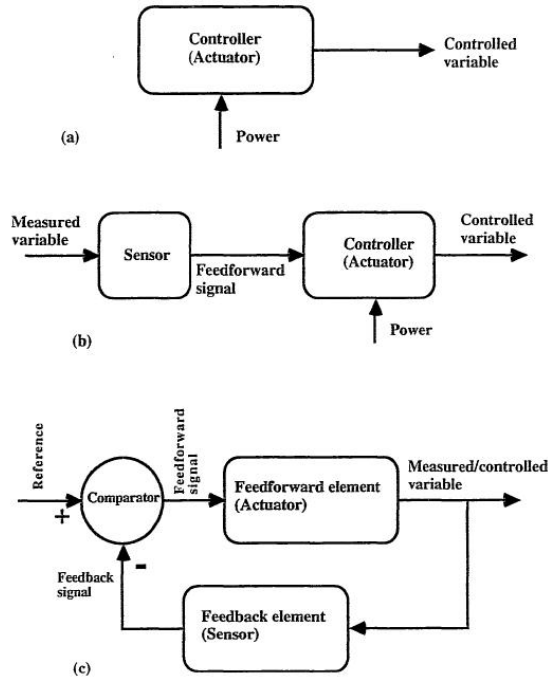 Controller
(Actuator)
Controlled
variable
Power
(a)
Measured
variable
Sensor
Feedforward
signal
Controller
(Actuator)
Controlled
variable
Power
(b)
Reference
+
Comparator
-
Feedforward
signal
Feedforward element
(Actuator)
Measured/controlled
variable
Feedback
signal
Feedback element
(Sensor)
(c)